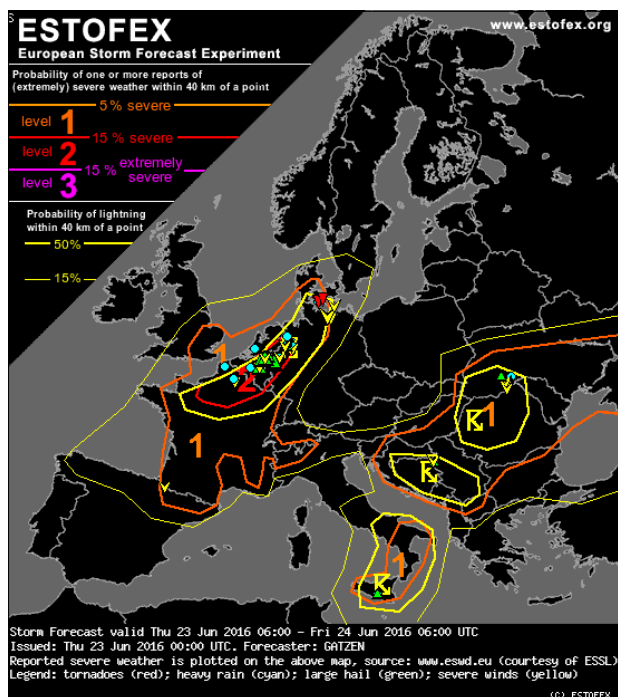 S
ESTOFEX
www.estofex.org
European Storm Forecast Experiment
Probability of one or more reports of
(extremely) severe weather within 40 km of a point
5 % severe
level 1
15 % severe
level 2
15 % extremely severe
level 3
Probability of lightning
within 40 km of a point
50%
15%
1
2
1
1
1
Storm Forecast valid Thu 23 Jun 2016 06:00 - Fri 24 Jun 2016 06:00 UTC
Issued: Thu 23 Jun 2016 00:00 UTC. Forecaster: GATZEN
Reported severe weather is plotted on the above map, source: www.eswd.eu (courtesy of ESSL)
Legend: tornadoes (red); heavy rain (cyan); large hail (green); severe winds (yellow)
(C) ESTOFEX